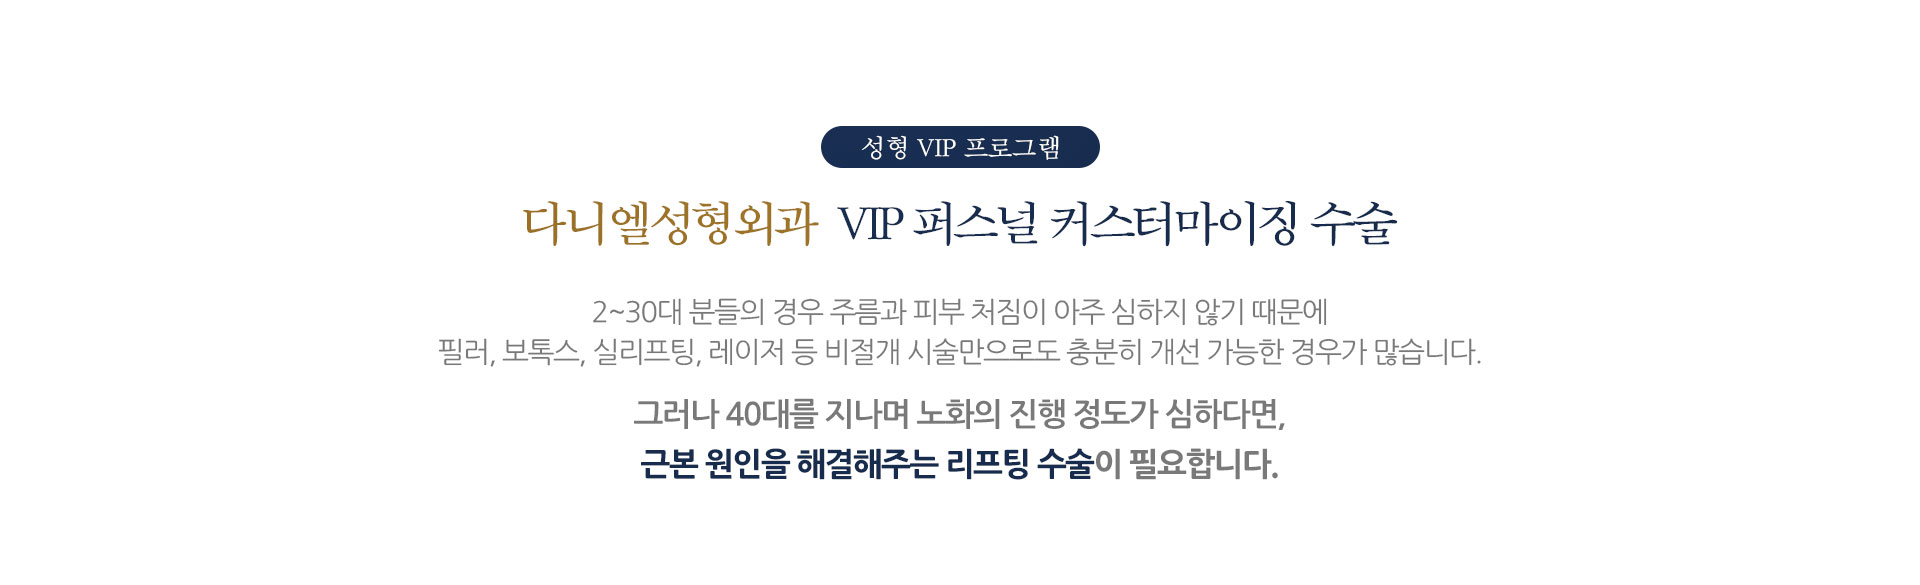 성형 VIP 프로그램
다니엘성형외과 VIP 퍼스널 커스터마이징 수술
2~30대 분들의 경우 주름과 피부 처짐이 아주 심하지 않기 때문에
필러, 보톡스, 실리프팅, 레이저 등 비절개 시술만으로도 충분히 개선 가능한 경우가 많습니다.
그러나 40대를 지나며 노화의 진행 정도가 심하다면,
근본 원인을 해결해주는 리프팅 수술이 필요합니다.